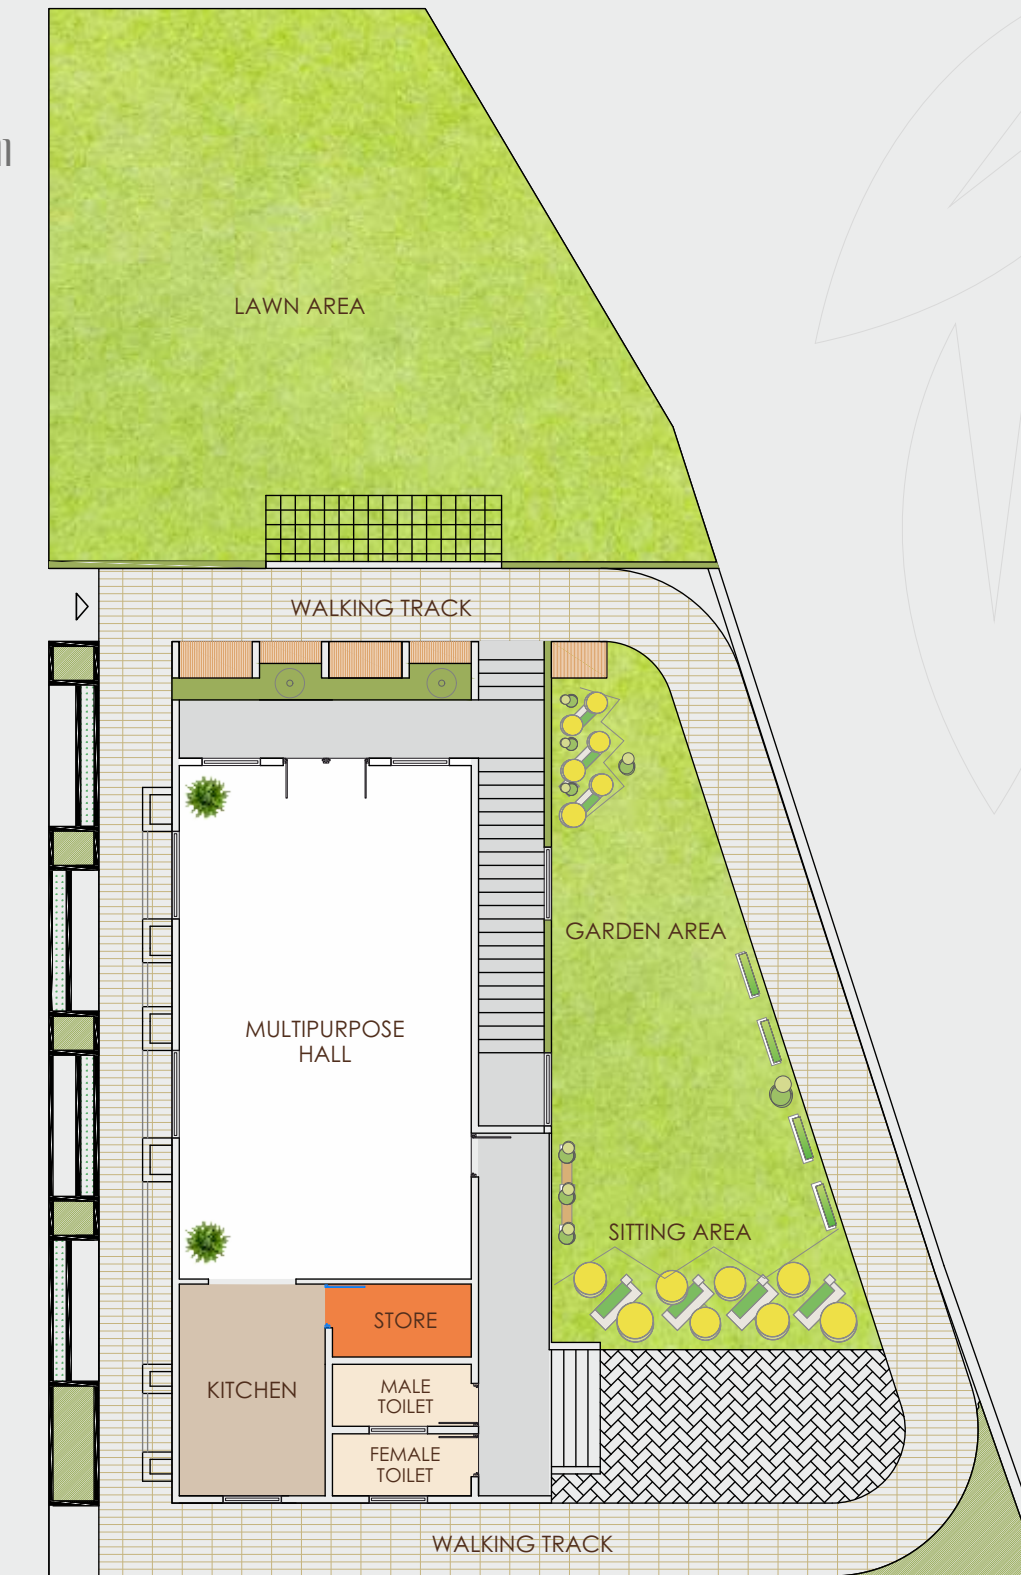 LAWN AREA
WALKING TRACK
GARDEN AREA
MULTIPURPOSE
HALL
SITTING AREA
STORE
KITCHEN
MALE
TOILET
FEMALE
TOILET
WALKING TRACK